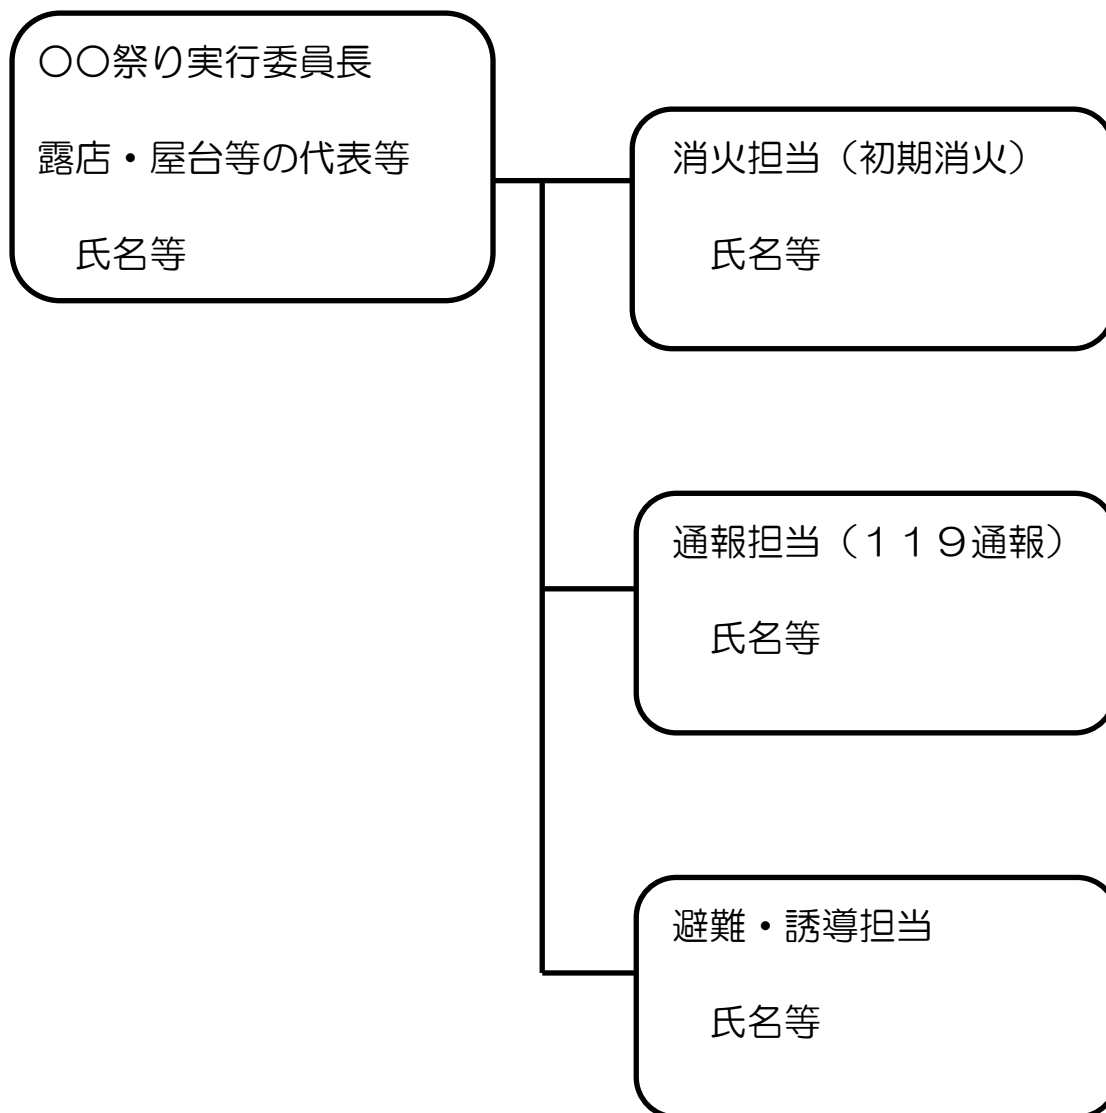 〇〇祭り実行委員長
露店・屋台等の代表等
氏名等
消火担当（初期消火）
氏名等
通報担当（１１９通報）
氏名等
避難・誘導担当
氏名等